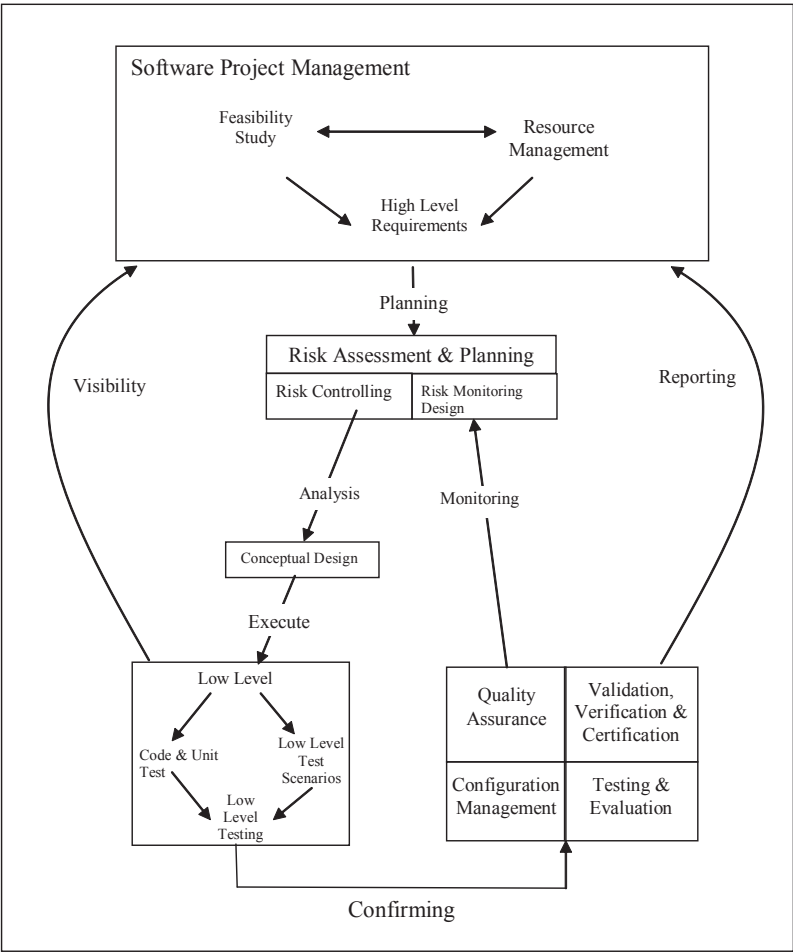 Software Project Management
Feasibility
Study
Resource
Management
High Level
Requirements
Planning
Risk Assessment & Planning
Risk Controlling
Risk Monitoring
Design
Visibility
Reporting
Analysis
Monitoring
Conceptual Design
Execute
Low Level
Code & Unit
Test
Low Level
Test
Scenarios
Low
Level
Testing
Quality
Assurance
Validation,
Verification &
Certification
Configuration
Management
Testing &
Evaluation
Confirming